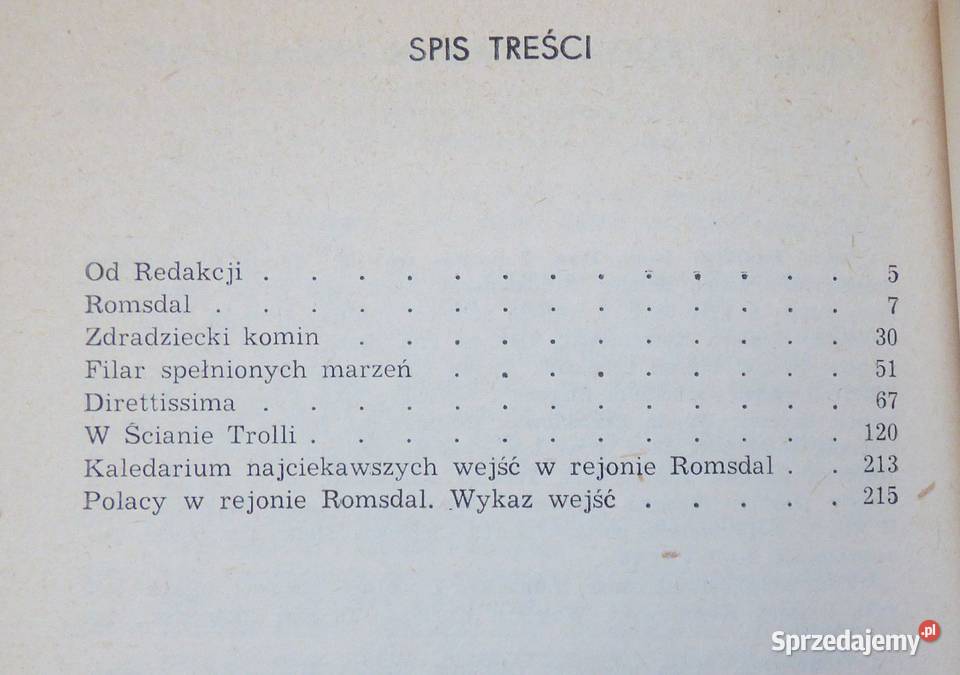 SPIS TREŚCI
Od Redakcji . . . . . . . . . . . . . 5
Romsdal . . . . . . . . . . . . . . 7
Zdradziecki komin . . . . . . . . . . . 30
Filar spełnionych marzeń . . . . . . . . . 51
Direttissima . . . . . . . . . . . . . 67
W Ścianie Trolli . . . . . . . . . . . . 120
Kaledarium najciekawszych wejść w rejonie Romsdal . . 213
Polacy w rejonie Romsdal. Wykaz wejść . . . . . 215
Sprzedajemy.pl